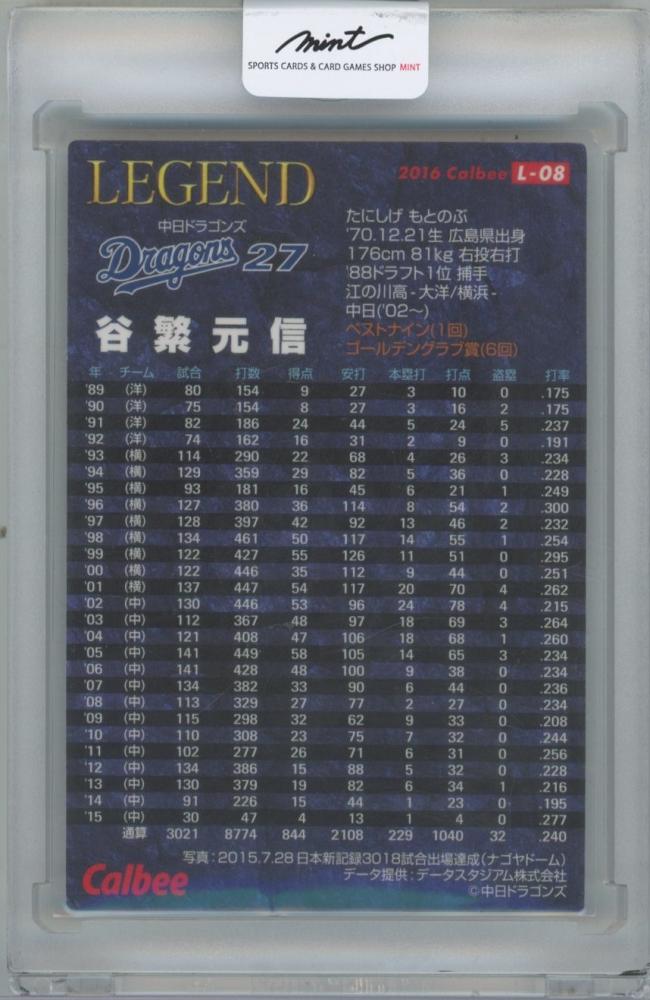 mint
SPORTS CARDS & CARD GAMES SHOP MINT
LEGEND
2016 Calbee L-08
中日ドラゴンズ
Dragons 27
谷繁元信
たにしげ もとのぶ
'70.12.21生 広島県出身
176cm 81kg 右投右打
'88ドラフト1位 捕手
江の川高 - 大洋/横浜 -
中日('02～)
ベストナイン(1回)
ゴールデングラブ賞(6回)
年 チーム 試合 打数 得点 安打 本塁打 打点 盗塁 打率
'89 (洋) 80 154 9 27 3 10 0 .175
'90 (洋) 75 154 8 27 3 16 2 .175
'91 (洋) 82 186 24 44 5 24 5 .237
'92 (洋) 74 162 16 31 2 9 0 .191
'93 (横) 114 290 22 68 4 26 3 .234
'94 (横) 129 359 29 82 5 36 0 .228
'95 (横) 93 181 16 45 6 21 1 .249
'96 (横) 127 380 36 114 8 54 2 .300
'97 (横) 128 397 42 92 13 46 2 .232
'98 (横) 134 461 50 117 14 55 1 .254
'99 (横) 122 427 55 126 11 51 0 .295
'00 (横) 122 446 35 112 9 44 0 .251
'01 (横) 137 447 54 117 20 70 4 .262
'02 (中) 130 446 53 96 24 78 4 .215
'03 (中) 112 367 48 97 18 69 3 .264
'04 (中) 121 408 47 106 18 68 1 .260
'05 (中) 141 449 58 105 14 65 3 .234
'06 (中) 141 428 48 100 9 38 0 .234
'07 (中) 134 382 33 90 6 44 0 .236
'08 (中) 113 329 27 77 2 27 0 .234
'09 (中) 115 298 32 62 9 33 0 .208
'10 (中) 110 308 23 75 7 32 0 .244
'11 (中) 102 277 26 71 6 31 0 .256
'12 (中) 134 386 15 88 5 32 0 .228
'13 (中) 130 379 19 82 6 34 1 .216
'14 (中) 91 226 15 44 1 23 0 .195
'15 (中) 30 47 4 13 1 4 0 .277
通算 3021 8774 844 2108 229 1040 32 .240
写真：2015.7.28 日本新記録3018試合出場達成(ナゴヤドーム)
データ提供：データスタジアム株式会社
©中日ドラゴンズ
Calbee